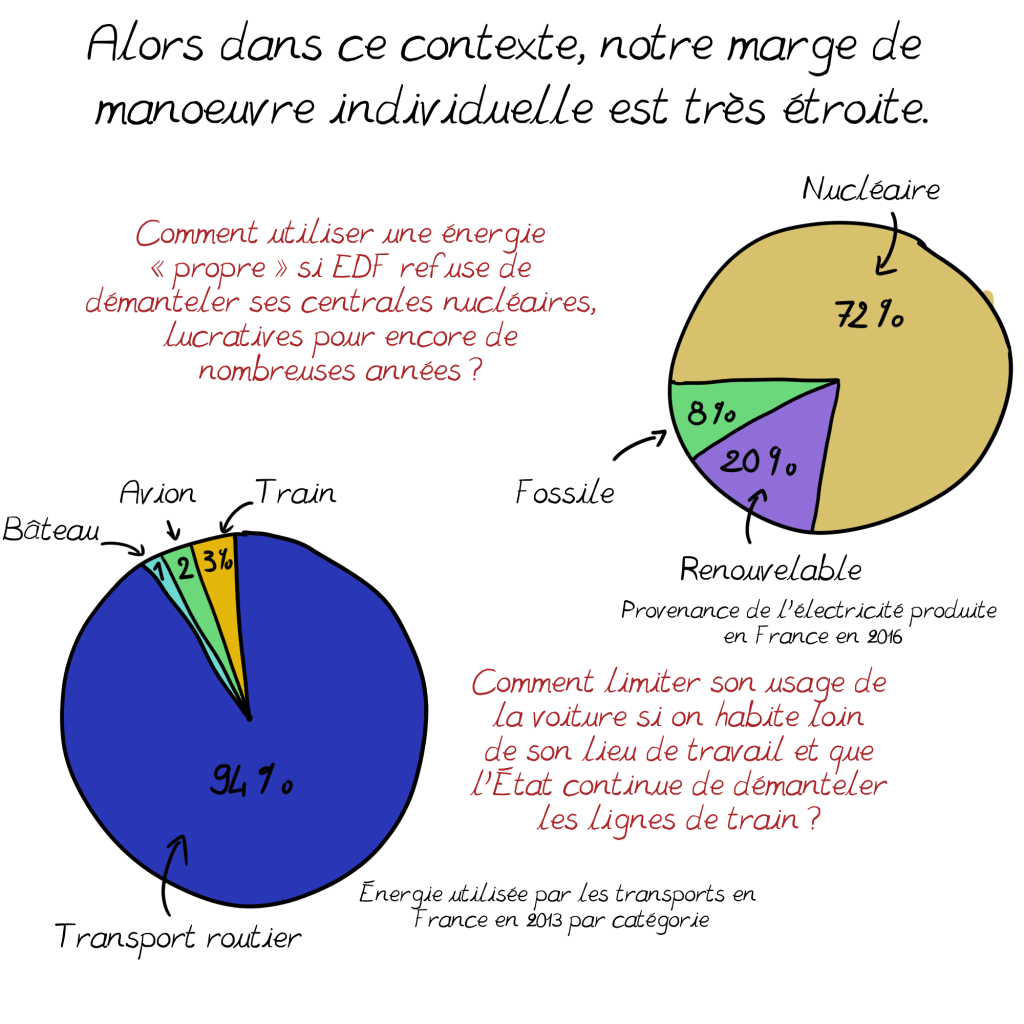 Alors dans ce contexte, notre marge de
manoeuvre individuelle est très étroite.
Nucléaire
72%
8%
20%
Fossile
Renouvelable
Provenance de l'électricité produite
en France en 2016
Comment utiliser une énergie
« propre » si EDF refuse de
démanteler ses centrales nucléaires,
lucratives pour encore de
nombreuses années ?
Avion
Train
Bâteau
1
2
3%
94%
Transport routier
Énergie utilisée par les transports en
France en 2013 par catégorie
Comment limiter son usage de
la voiture si on habite loin
de son lieu de travail et que
l'État continue de démanteler
les lignes de train ?